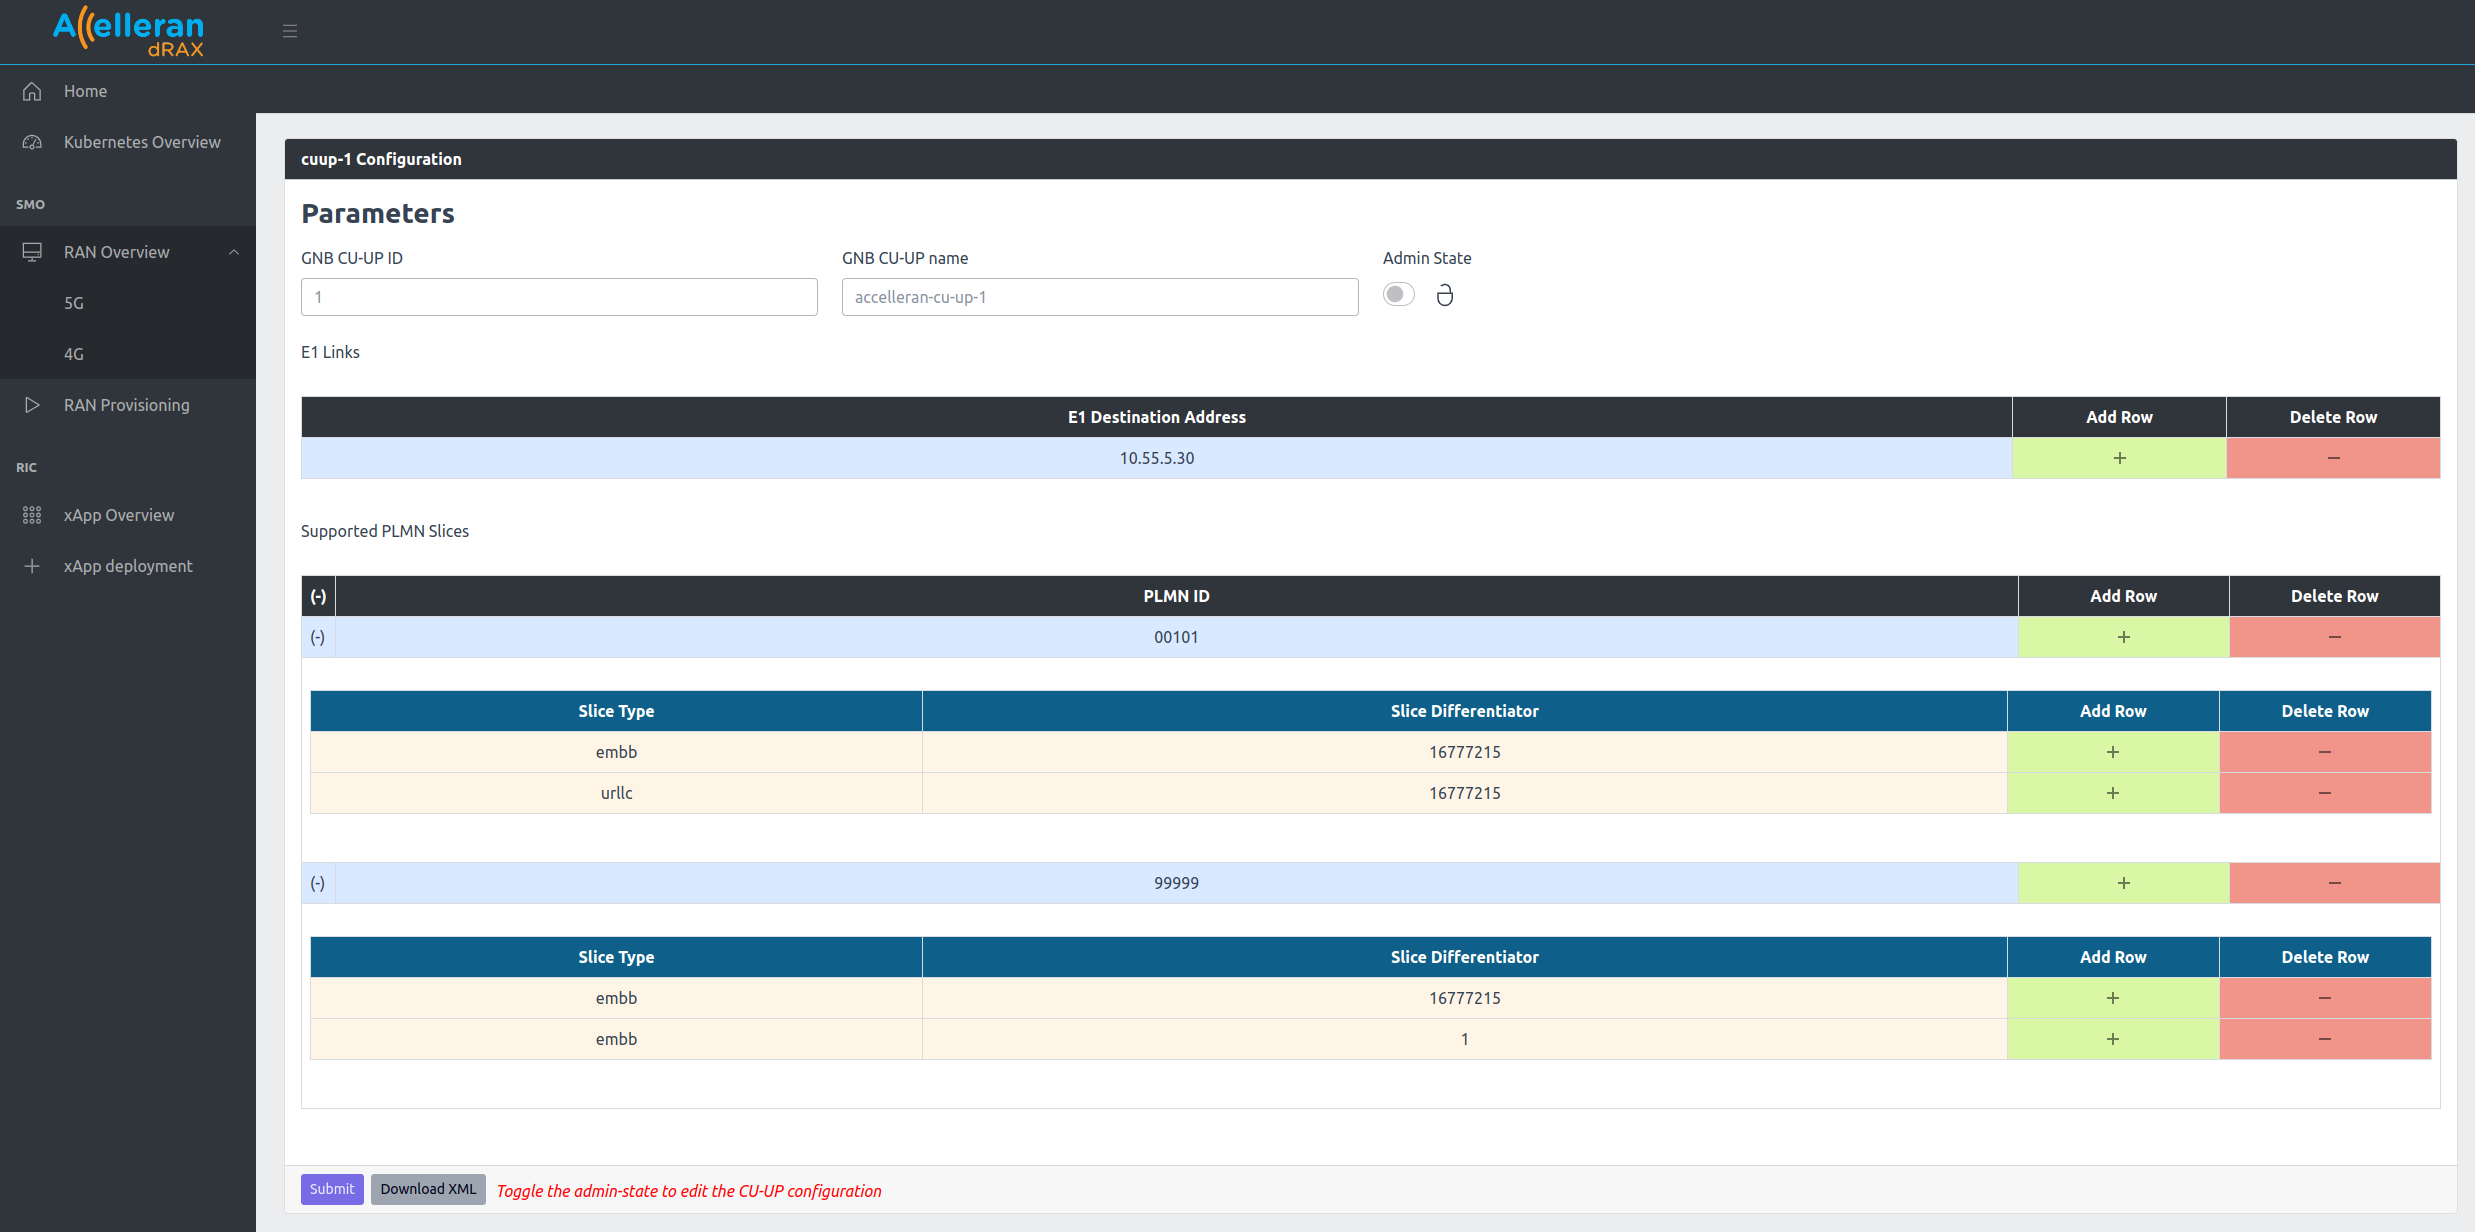 Accelleran
dRAX
Home
Kubernetes Overview
SMO
RAN Overview
5G
4G
RAN Provisioning
RIC
xApp Overview
xApp deployment
cuup-1 Configuration
Parameters
GNB CU-UP ID GNB CU-UP name Admin State
1 accelleran-cu-up-1
E1 Links
E1 Destination Address Add Row Delete Row
10.55.5.30 + −
Supported PLMN Slices
(-) PLMN ID Add Row Delete Row
(-) 00101 + −
Slice Type Slice Differentiator Add Row Delete Row
embb 16777215 + −
urllc 16777215 + −
(-) 99999 + −
Slice Type Slice Differentiator Add Row Delete Row
embb 16777215 + −
embb 1 + −
Submit Download XML Toggle the admin-state to edit the CU-UP configuration